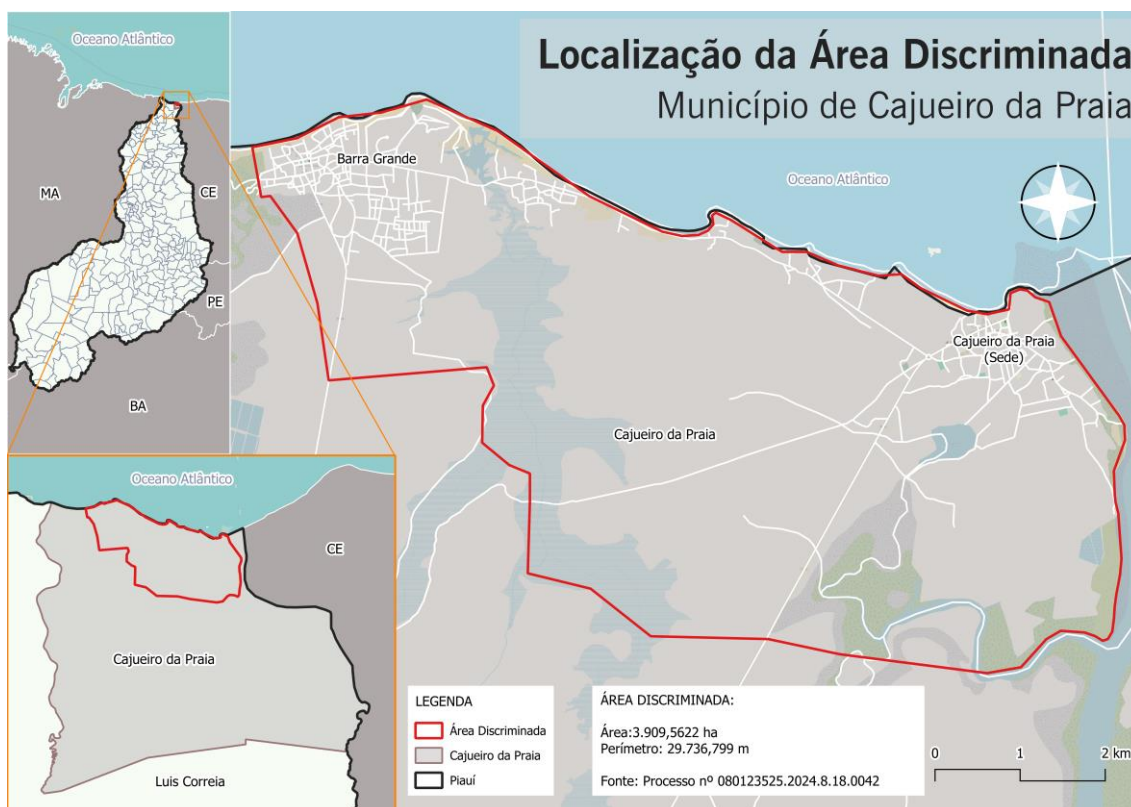 Localização da Área Discriminada
Município de Cajueiro da Praia
Oceano Atlântico
MA
CE
PE
BA
Barra Grande
Oceano Atlântico
Cajueiro da Praia
(Sede)
Cajueiro da Praia
Oceano Atlântico
CE
Cajueiro da Praia
Luis Correia
LEGENDA
Área Discriminada
Cajueiro da Praia
Piauí
ÁREA DISCRIMINADA:
Área:3.909,5622 ha
Perímetro: 29.736,799 m
Fonte: Processo nº 080123525.2024.8.18.0042
0 1 2 km